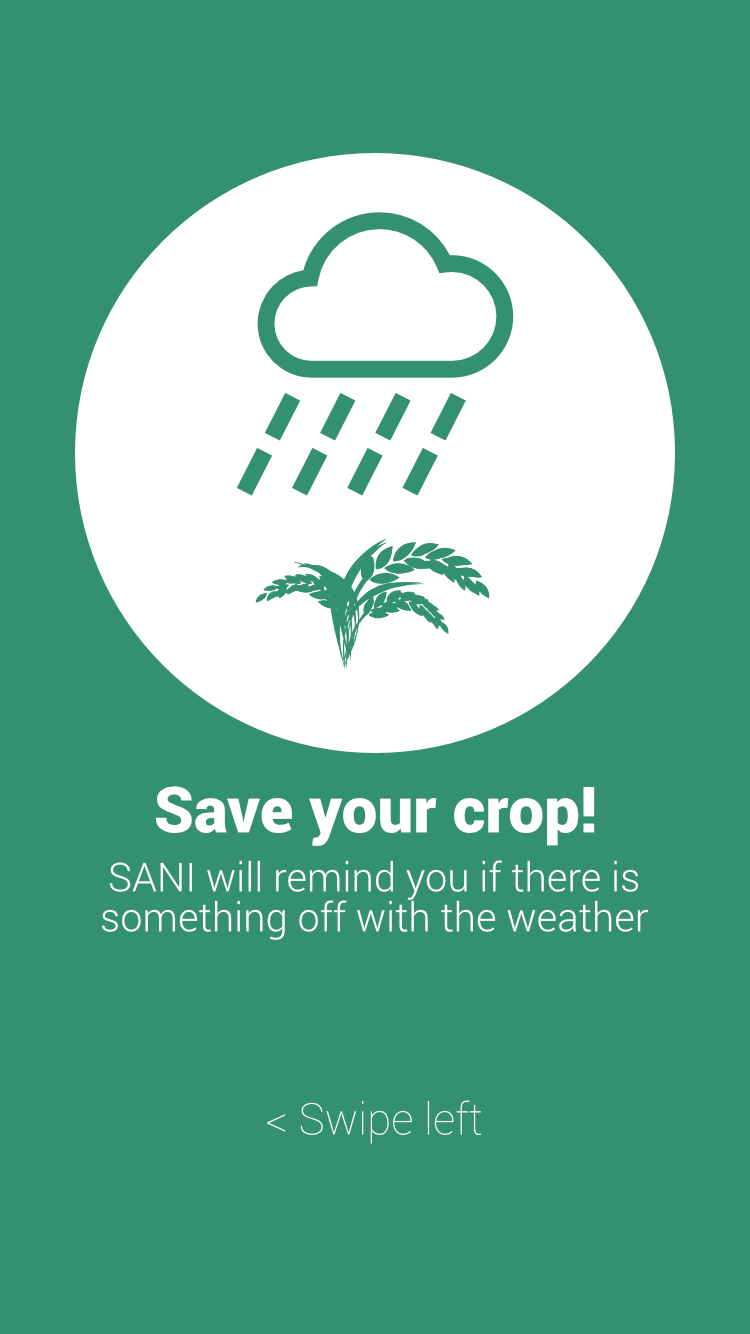 Save your crop!
SANI will remind you if there is
something off with the weather
< Swipe left